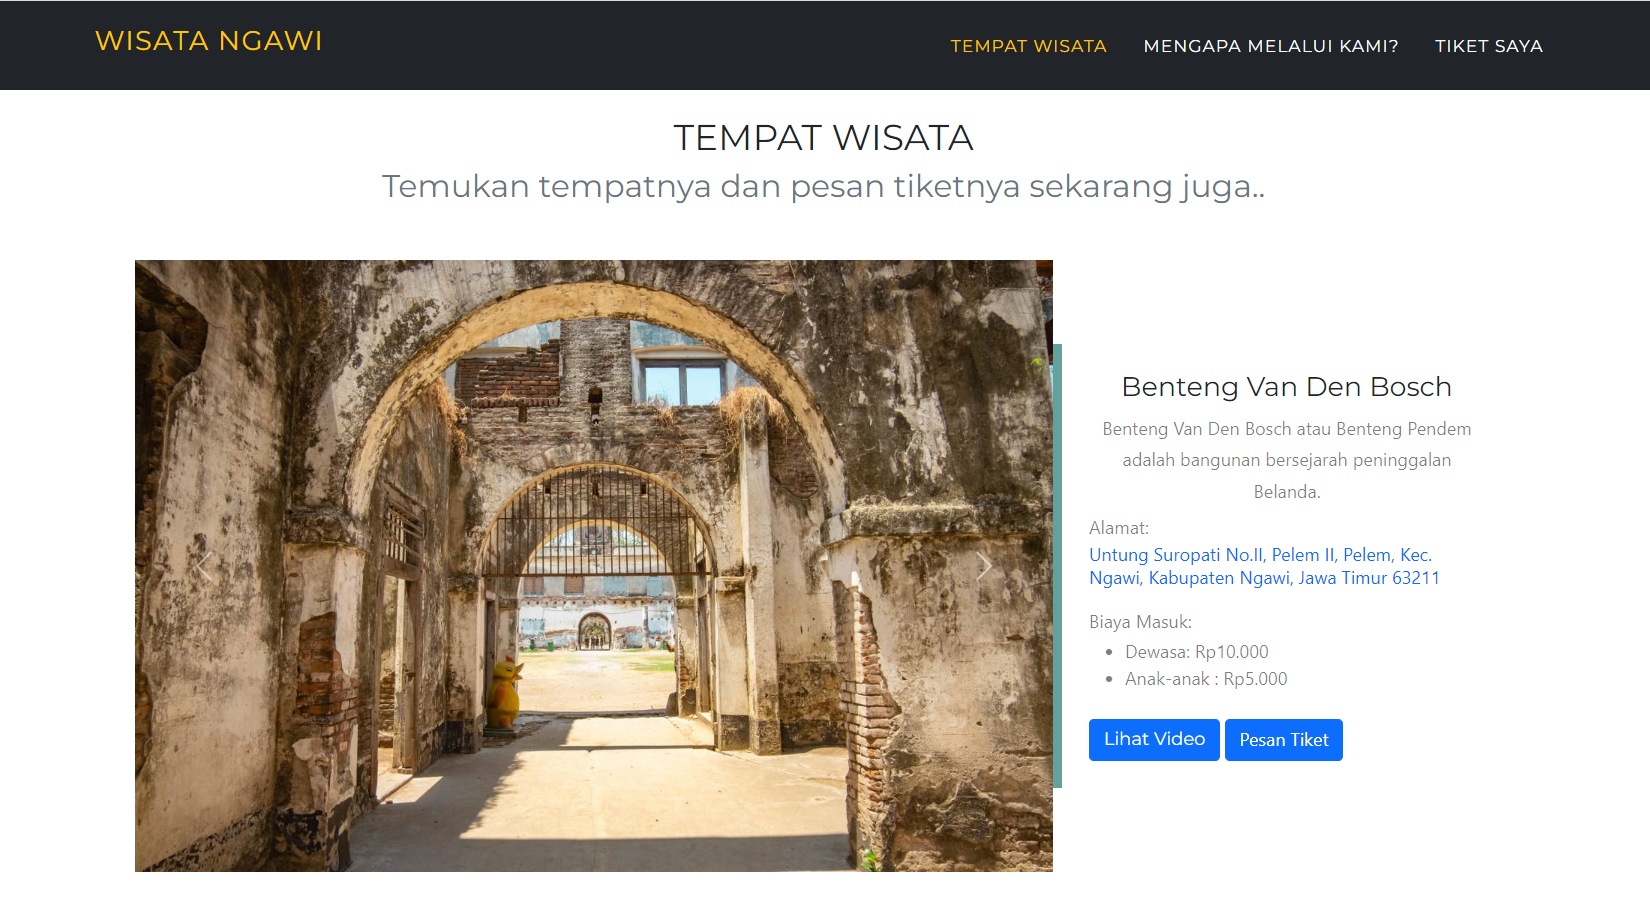 WISATA NGAWI
TEMPAT WISATA
MENGAPA MELALUI KAMI?
TIKET SAYA
TEMPAT WISATA
Temukan tempatnya dan pesan tiketnya sekarang juga..
Benteng Van Den Bosch
Benteng Van Den Bosch atau Benteng Pendem
adalah bangunan bersejarah peninggalan
Belanda.
Alamat:
Untung Suropati No.II, Pelem II, Pelem, Kec.
Ngawi, Kabupaten Ngawi, Jawa Timur 63211
Biaya Masuk:
• Dewasa: Rp10.000
• Anak-anak : Rp5.000
Lihat Video
Pesan Tiket